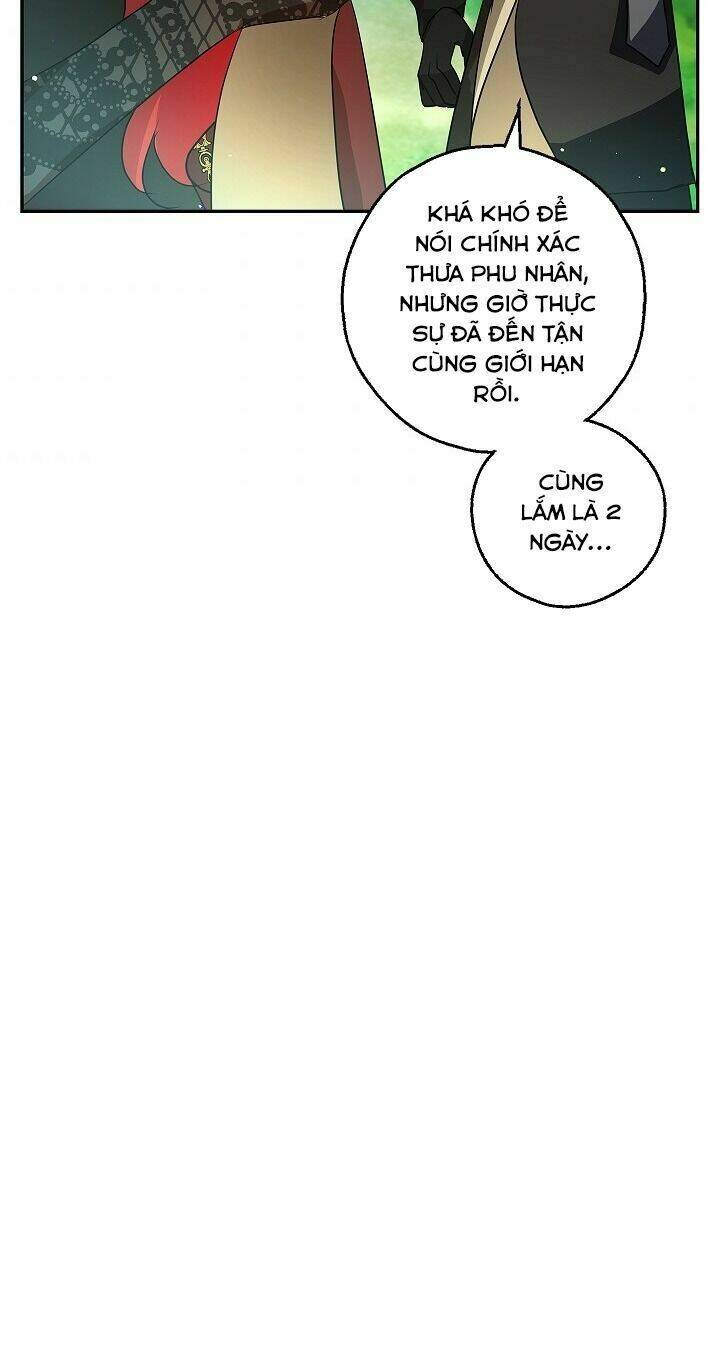 KHÁ KHÓ ĐỂ
NÓI CHÍNH XÁC
THƯA PHU NHÂN,
NHƯNG GIỜ THỰC
SỰ ĐÃ ĐẾN TẬN
CÙNG GIỚI HẠN
RỒI.
CÙNG
LẮM LÀ 2
NGÀY...